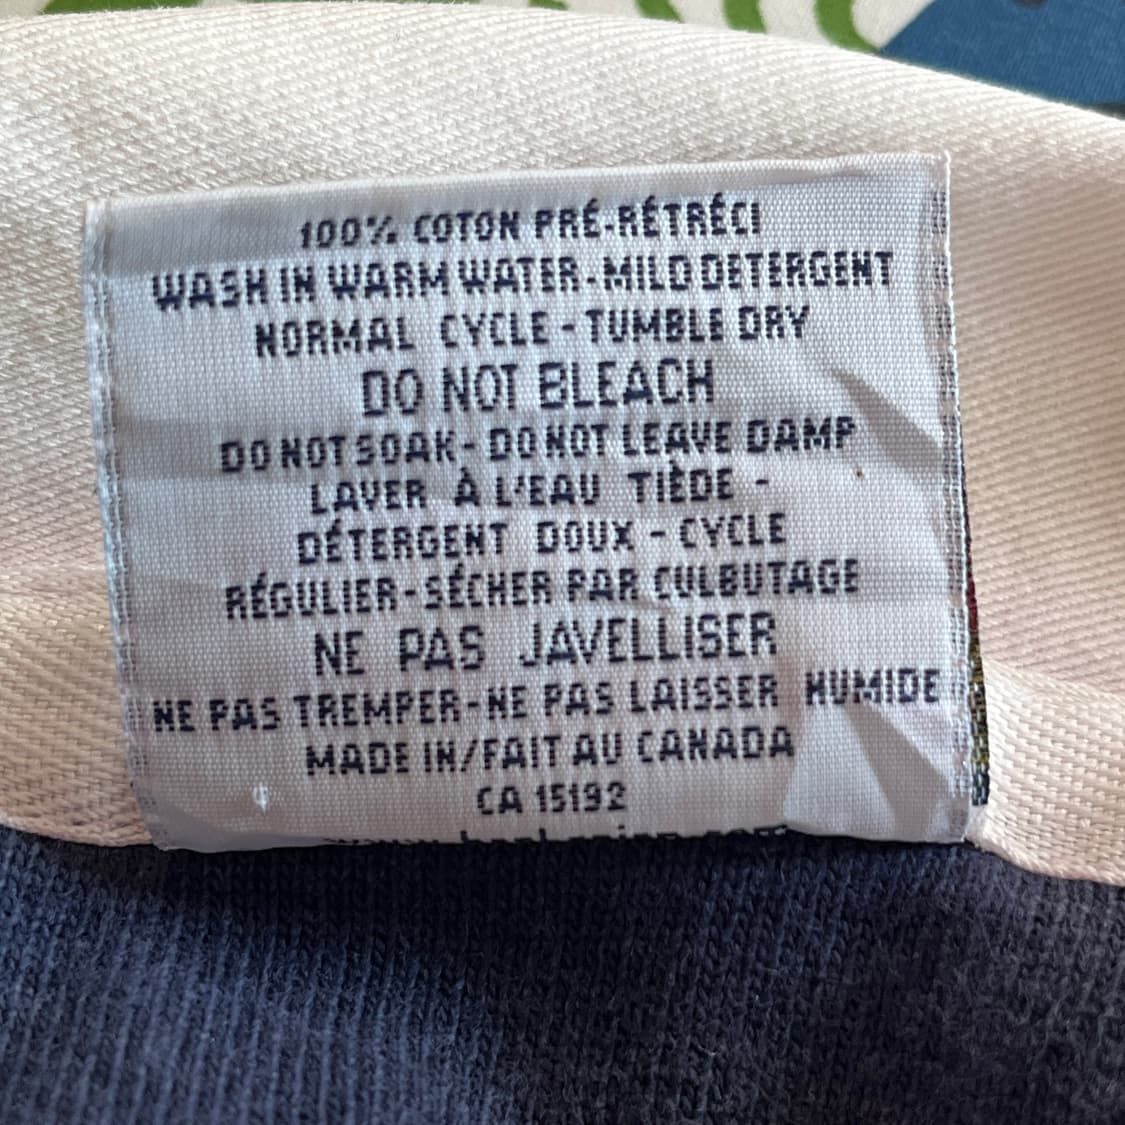 100% COTON PRÉ-RÉTRÉCI
WASH IN WARM WATER-MILD DETERGENT
NORMAL CYCLE - TUMBLE DRY
DO NOT BLEACH
DO NOT SOAK- DO NOT LEAVE DAMP
LAVER À L'EAU TIÈDE -
DÉTERGENT DOUX - CYCLE
RÉGULIER-SÉCHER PAR CULBUTAGE
NE PAS JAVELLISER
NE PAS TREMPER-NE PAS LAISSER HUMIDE
MADE IN/FAIT AU CANADA
CA 15192